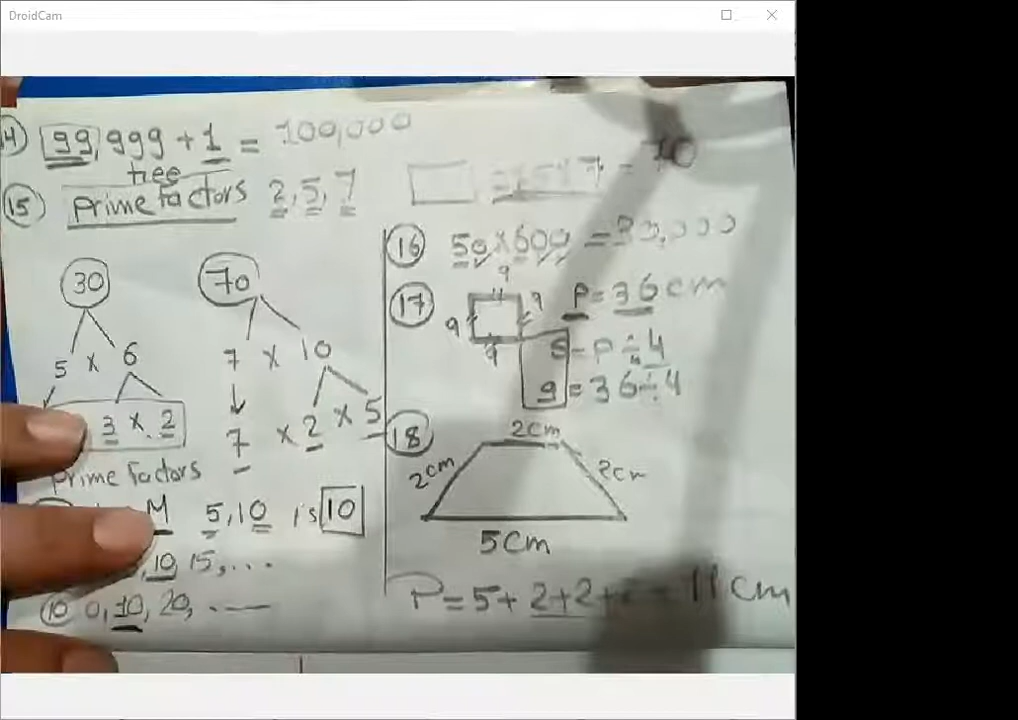 DroidCam
14 99,999 + 1 = 100,000
tree
15 Prime factors 2, 5, 7
= 70
30
5 x 6
3 x 2
Prime factors
70
7 x 10
7 x 2 x 5
M 5, 10 is 10
, 10, 15, ...
10 0, 10, 20, .
16 50 x 600 = 30,000
17 9 9 9 9 P = 36 cm
S = P ÷ 4
9 = 36 ÷ 4
18 2cm
2cm 2cm
5cm
P = 5 + 2 + 2 + = 11 cm